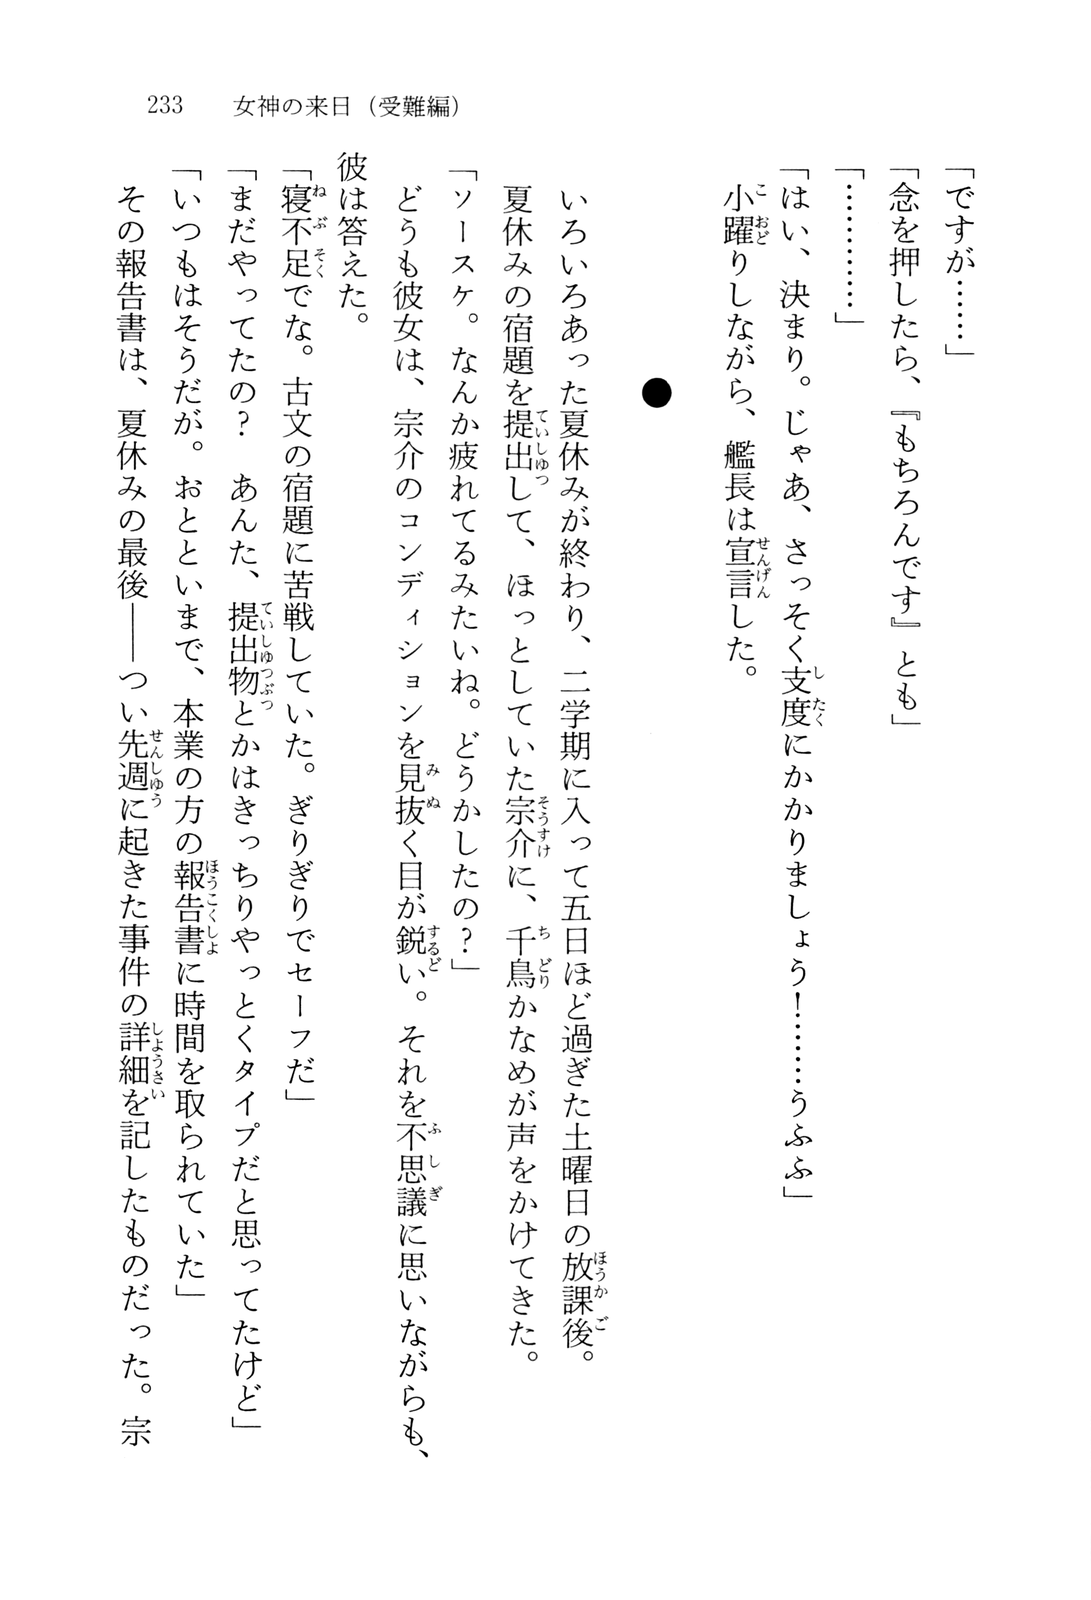 233　女神の来日（受難編）
「ですが……」
「念を押したら、『もちろんです』とも」
「…………」
「はい、決まり。じゃあ、さっそく支度にかかりましょう！……うふふ」
小躍りしながら、艦長は宣言した。
●
いろいろあった夏休みが終わり、二学期に入って五日ほど過ぎた土曜日の放課後。
夏休みの宿題を提出して、ほっとしていた宗介に、千鳥かなめが声をかけてきた。
「ソースケ。なんか疲れてるみたいね。どうかしたの？」
どうも彼女は、宗介のコンディションを見抜く目が鋭い。それを不思議に思いながらも、
彼は答えた。
「寝不足でな。古文の宿題に苦戦していた。ぎりぎりでセーフだ」
「まだやってたの？　あんた、提出物とかはきっちりやっとくタイプだと思ってたけど」
「いつもはそうだが。おとといまで、本業の方の報告書に時間を取られていた」
その報告書は、夏休みの最後――つい先週に起きた事件の詳細を記したものだった。宗